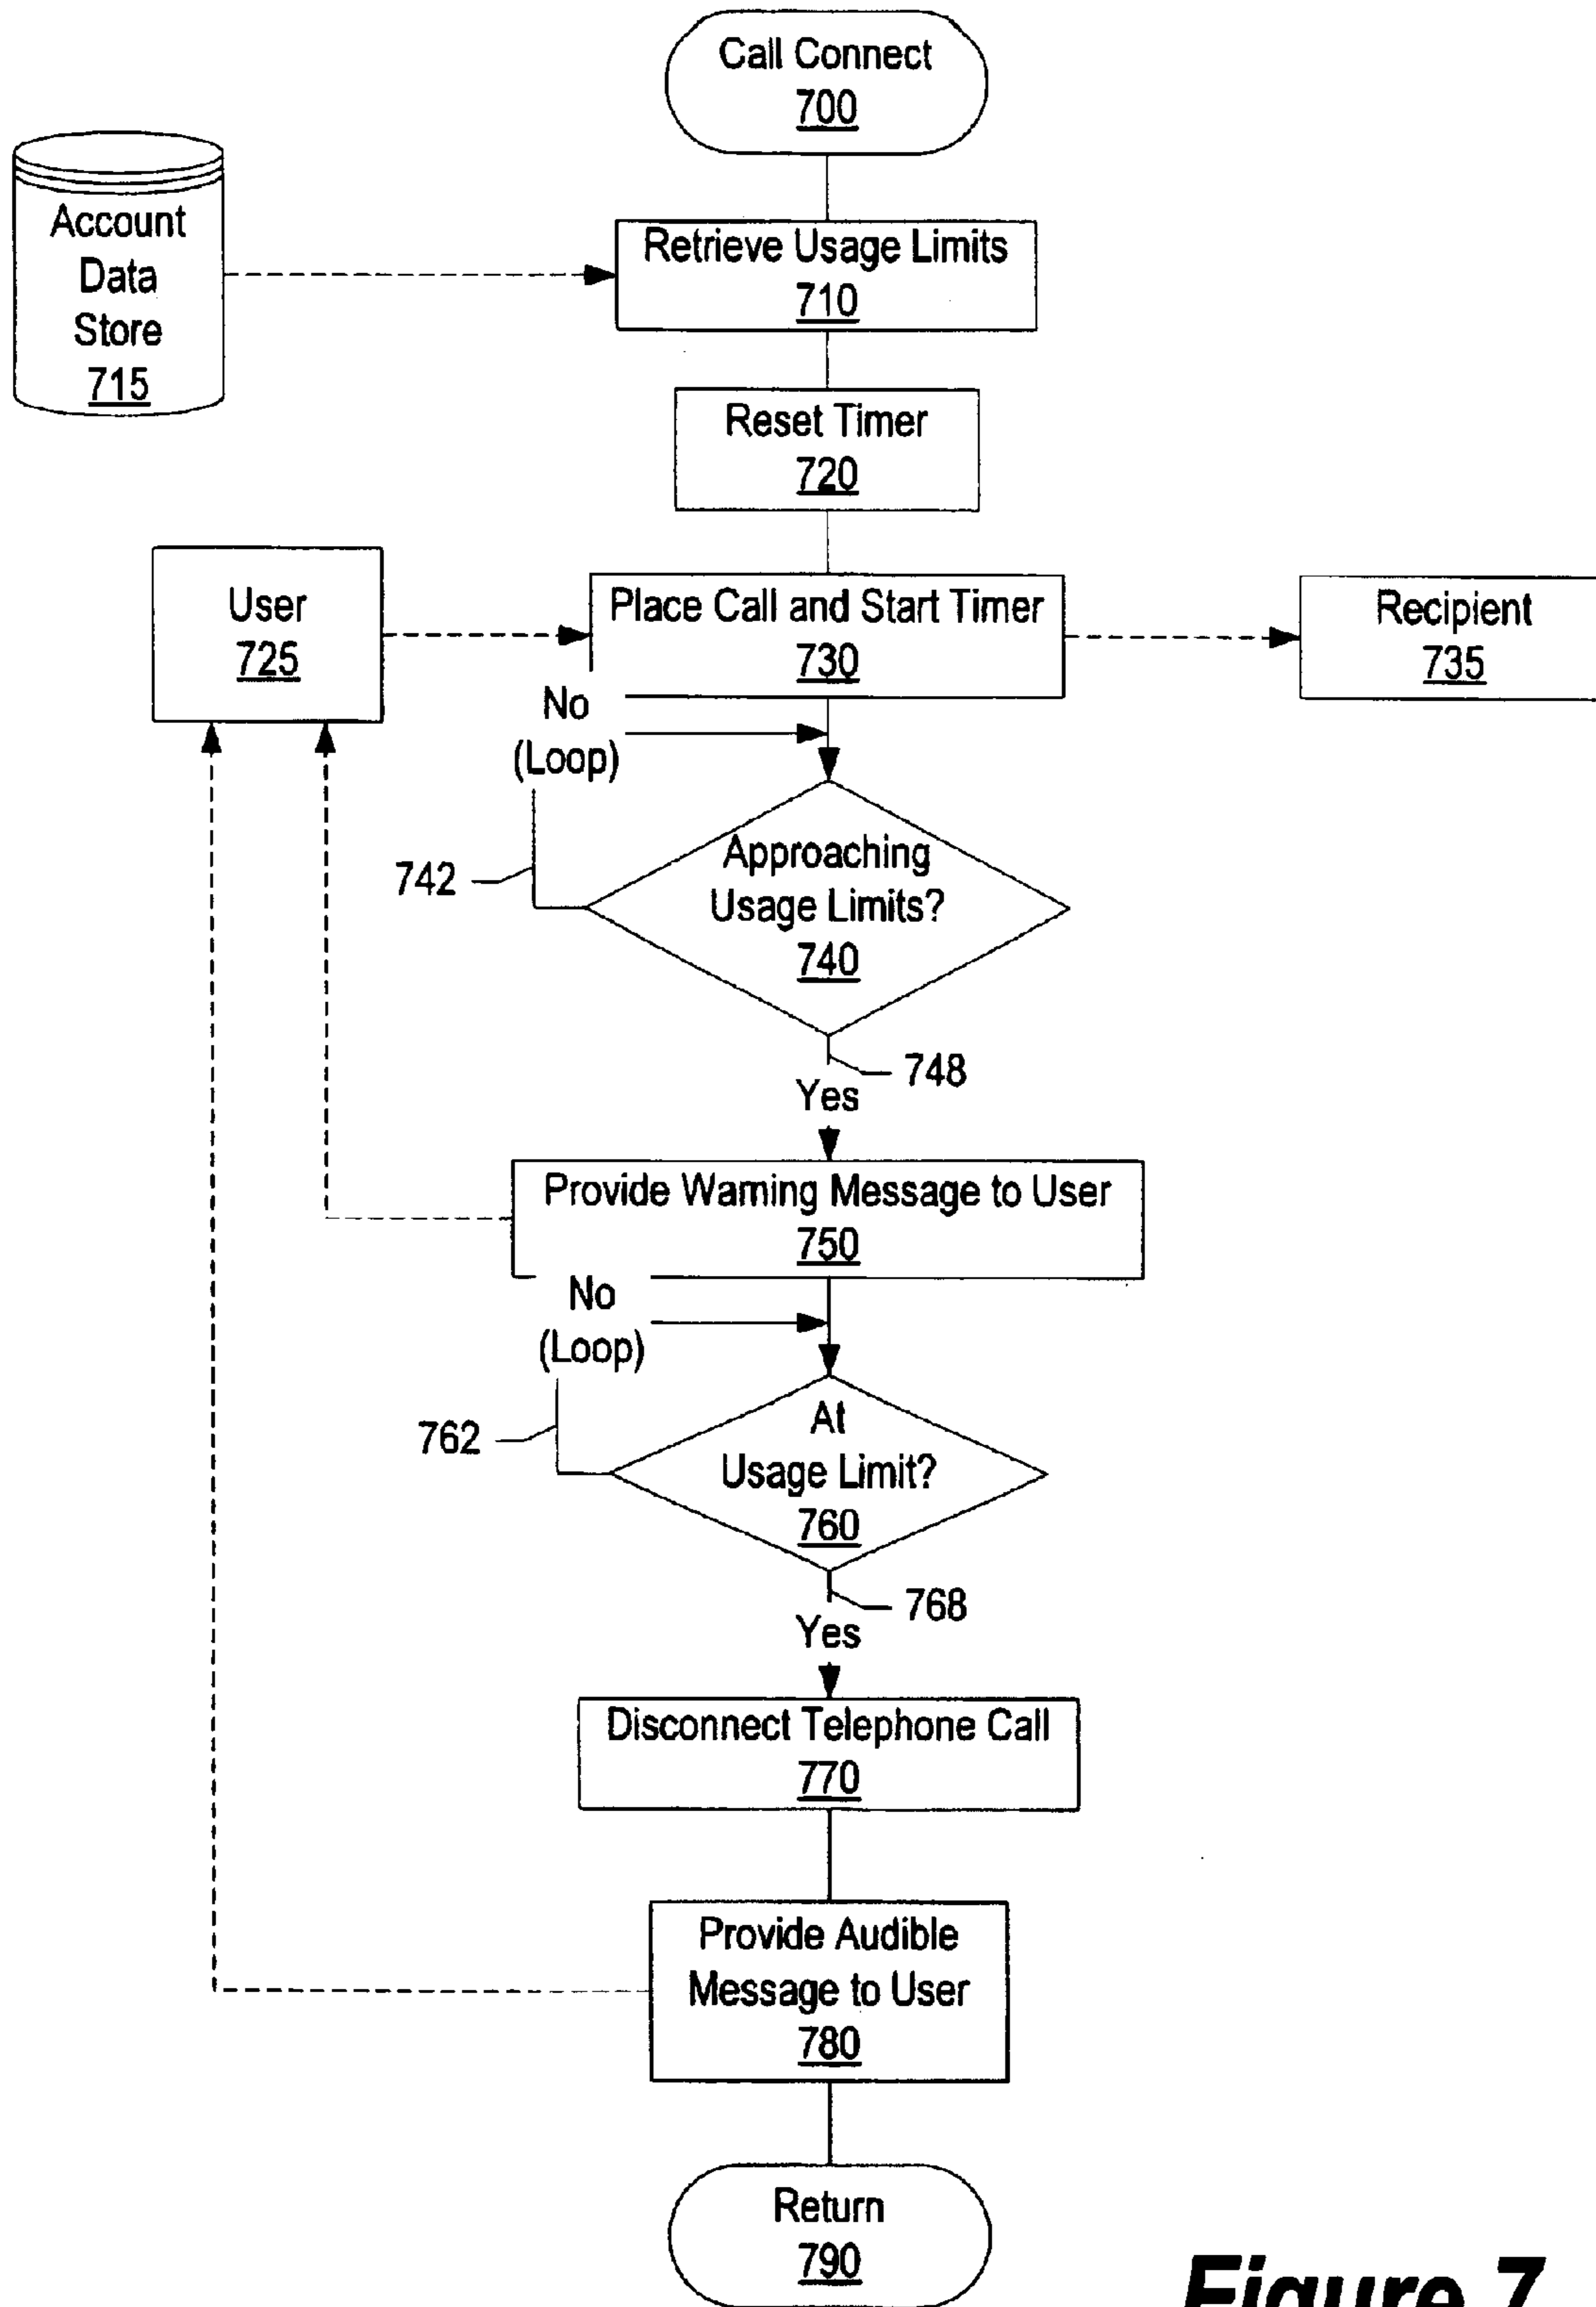 Call Connect
700
Account
Data
Store
715
Retrieve Usage Limits
710
Reset Timer
720
User
725
Place Call and Start Timer
730
Recipient
735
No
(Loop)
742
Approaching
Usage Limits?
740
748
Yes
Provide Warning Message to User
750
No
(Loop)
762
At
Usage Limit?
760
768
Yes
Disconnect Telephone Call
770
Provide Audible
Message to User
780
Return
790
Figure 7